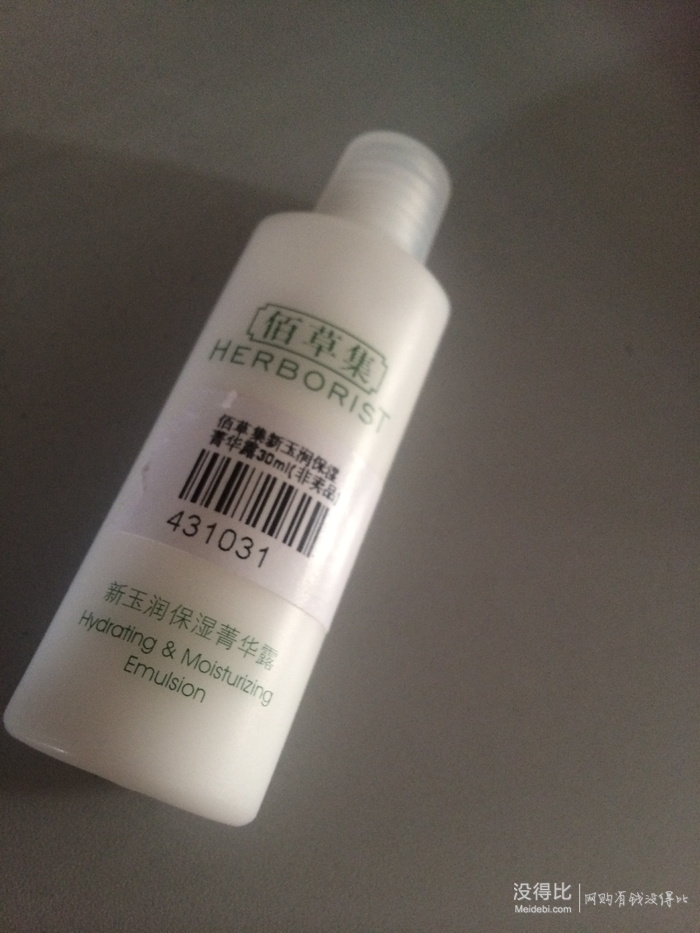 佰草集
HERBORIST
佰草集新玉润保湿
菁华露30ml(非卖品)
431031
新玉润保湿菁华露
Hydrating & Moisturizing
Emulsion
没得比
Meidebi.com
网购有钱没得比